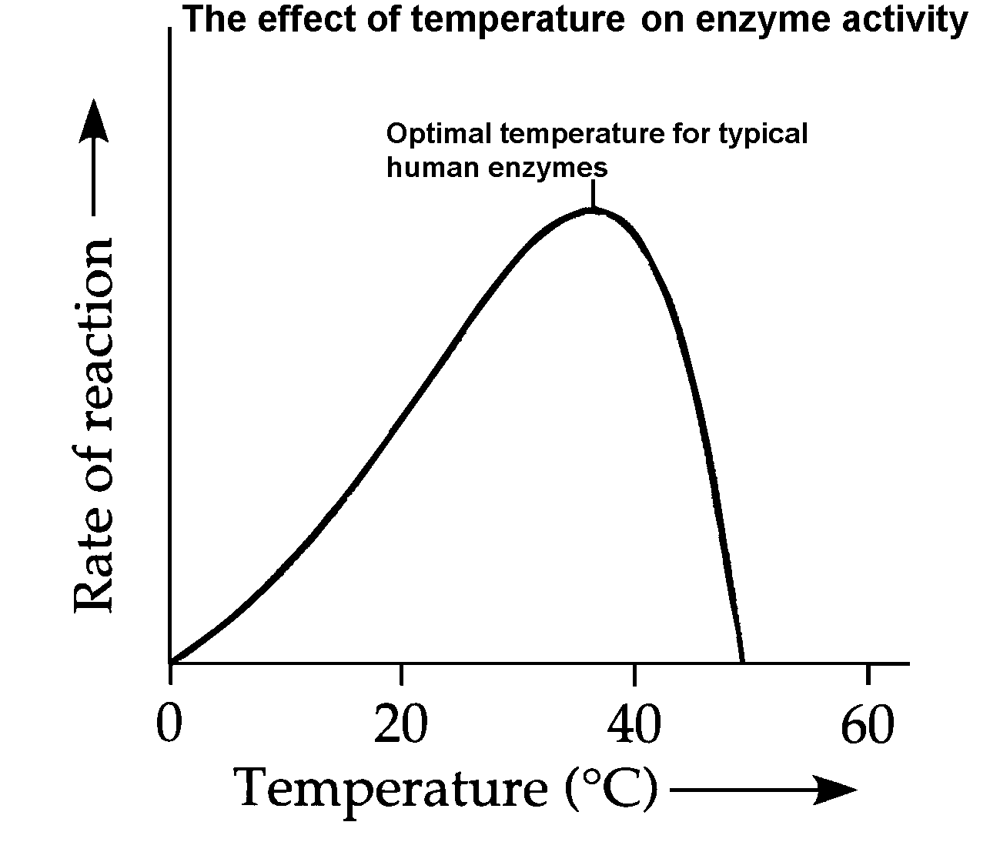 The effect of temperature on enzyme activity
Optimal temperature for typical
human enzymes
Rate of reaction
0
20
40
60
Temperature (°C)